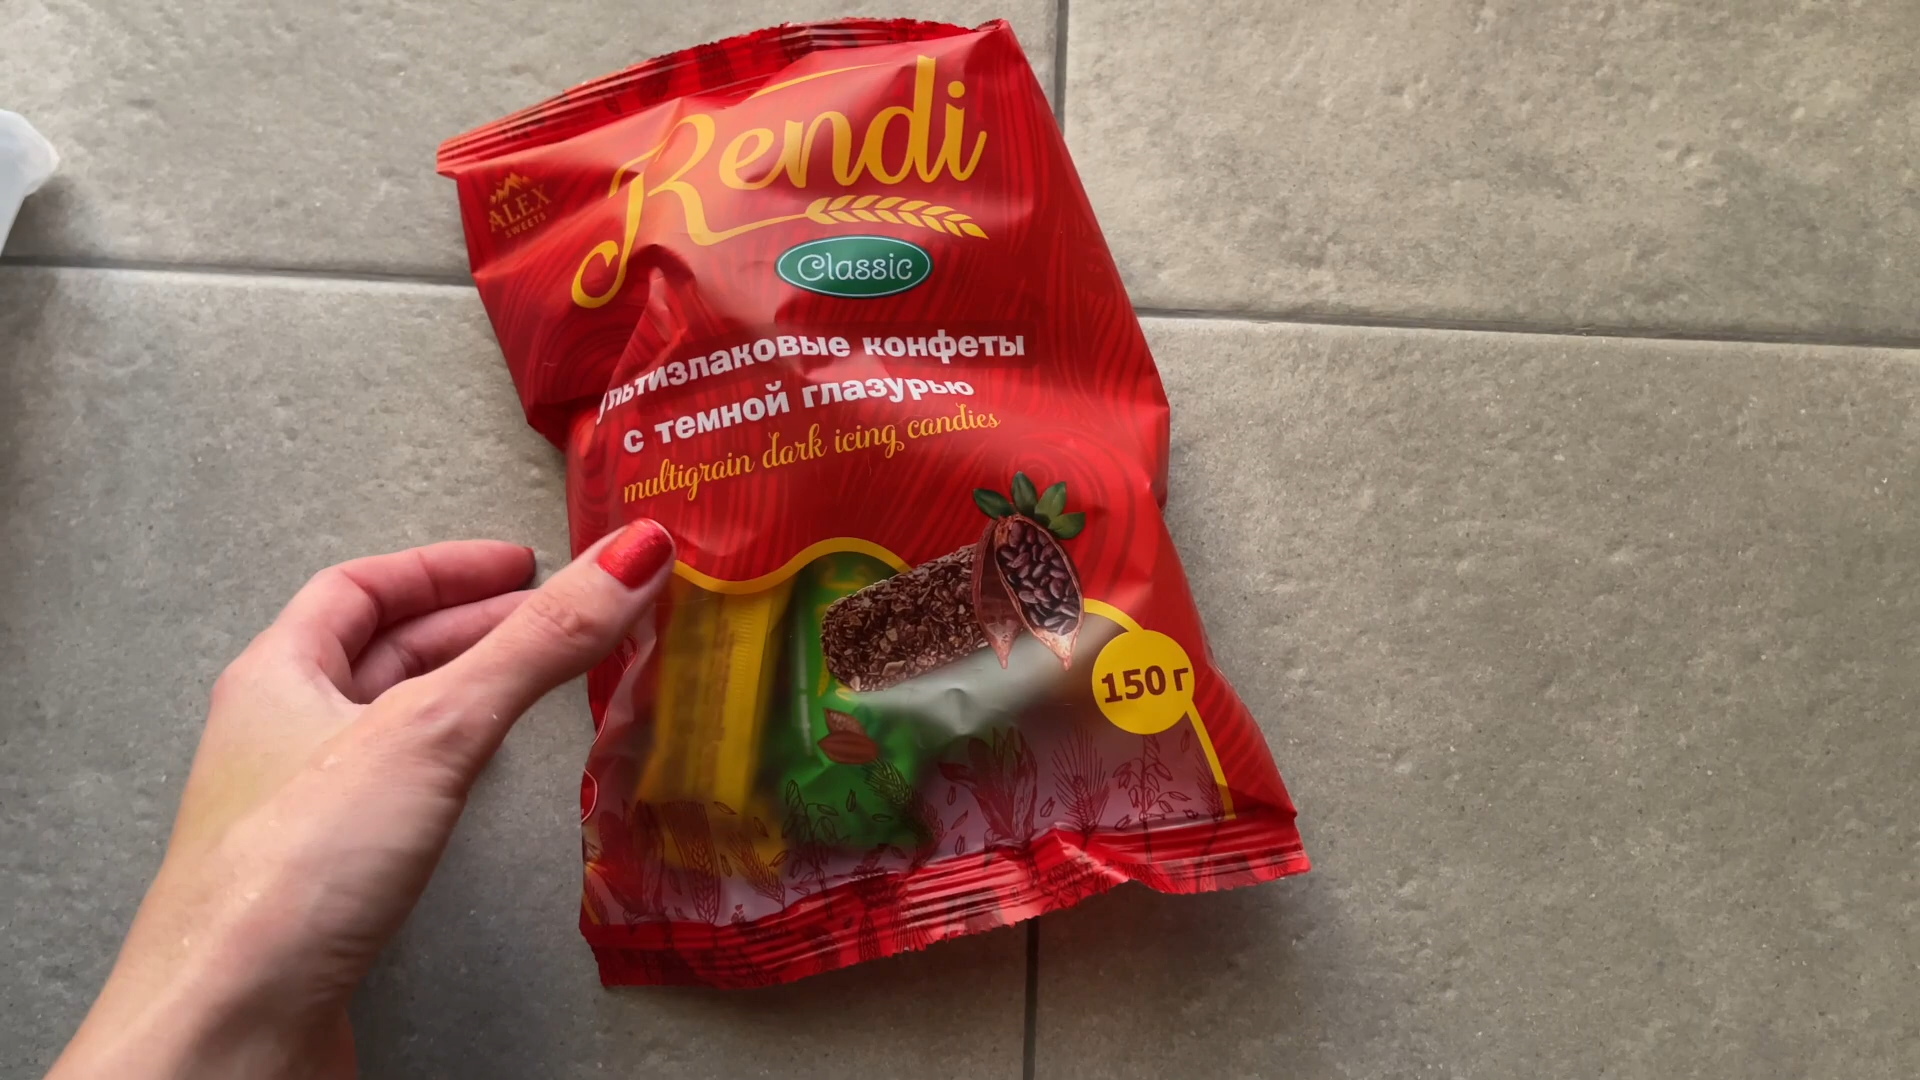 Rendi
ALEX
SWEETS
Classic
ультизлаковые конфеты
с темной глазурью
multigrain dark icing candies
150 г